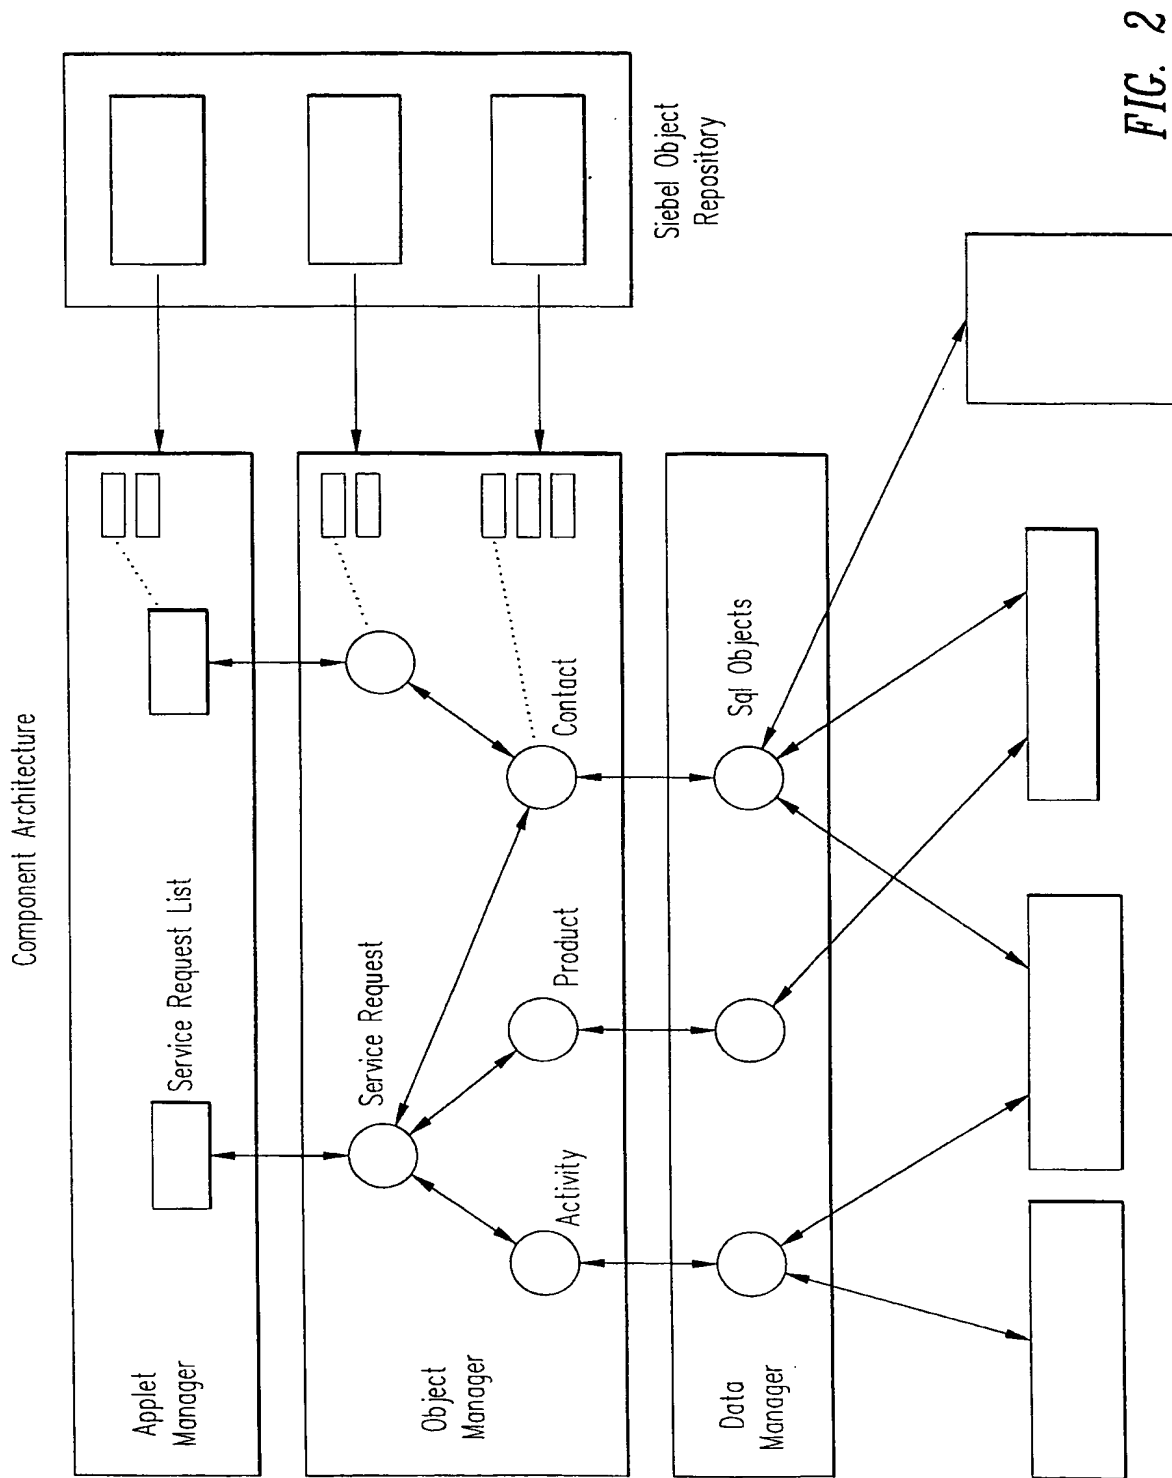 Component Architecture
Applet
Manager
Service Request List
Object
Manager
Service Request
Activity
Product
Contact
Data
Manager
Sql Objects
Siebel Object
Repository
FIG. 2